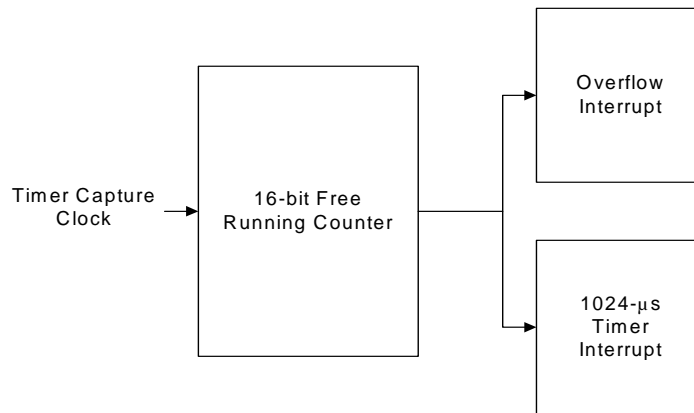 Timer Capture
Clock
16-bit Free
Running Counter
Overflow
Interrupt
1024-μs
Timer
Interrupt